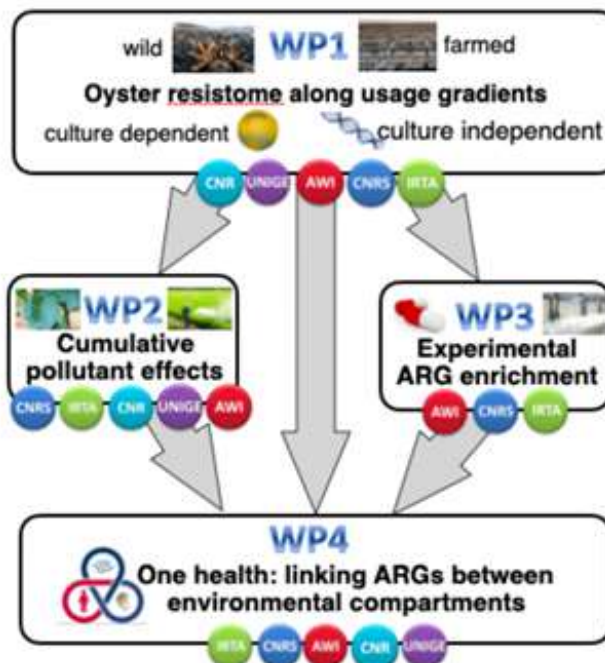 wild WP1 farmed
Oyster resistome along usage gradients
culture dependent culture independent
CNR UNIGE AWI CNRS IRTA
WP2
Cumulative
pollutant effects
CNRS IRTA CNR UNIGE AWI
WP3
Experimental
ARG enrichment
AWI CNRS IRTA
WP4
One health: linking ARGs between
environmental compartments
IRTA CNRS AWI CNR UNIGE